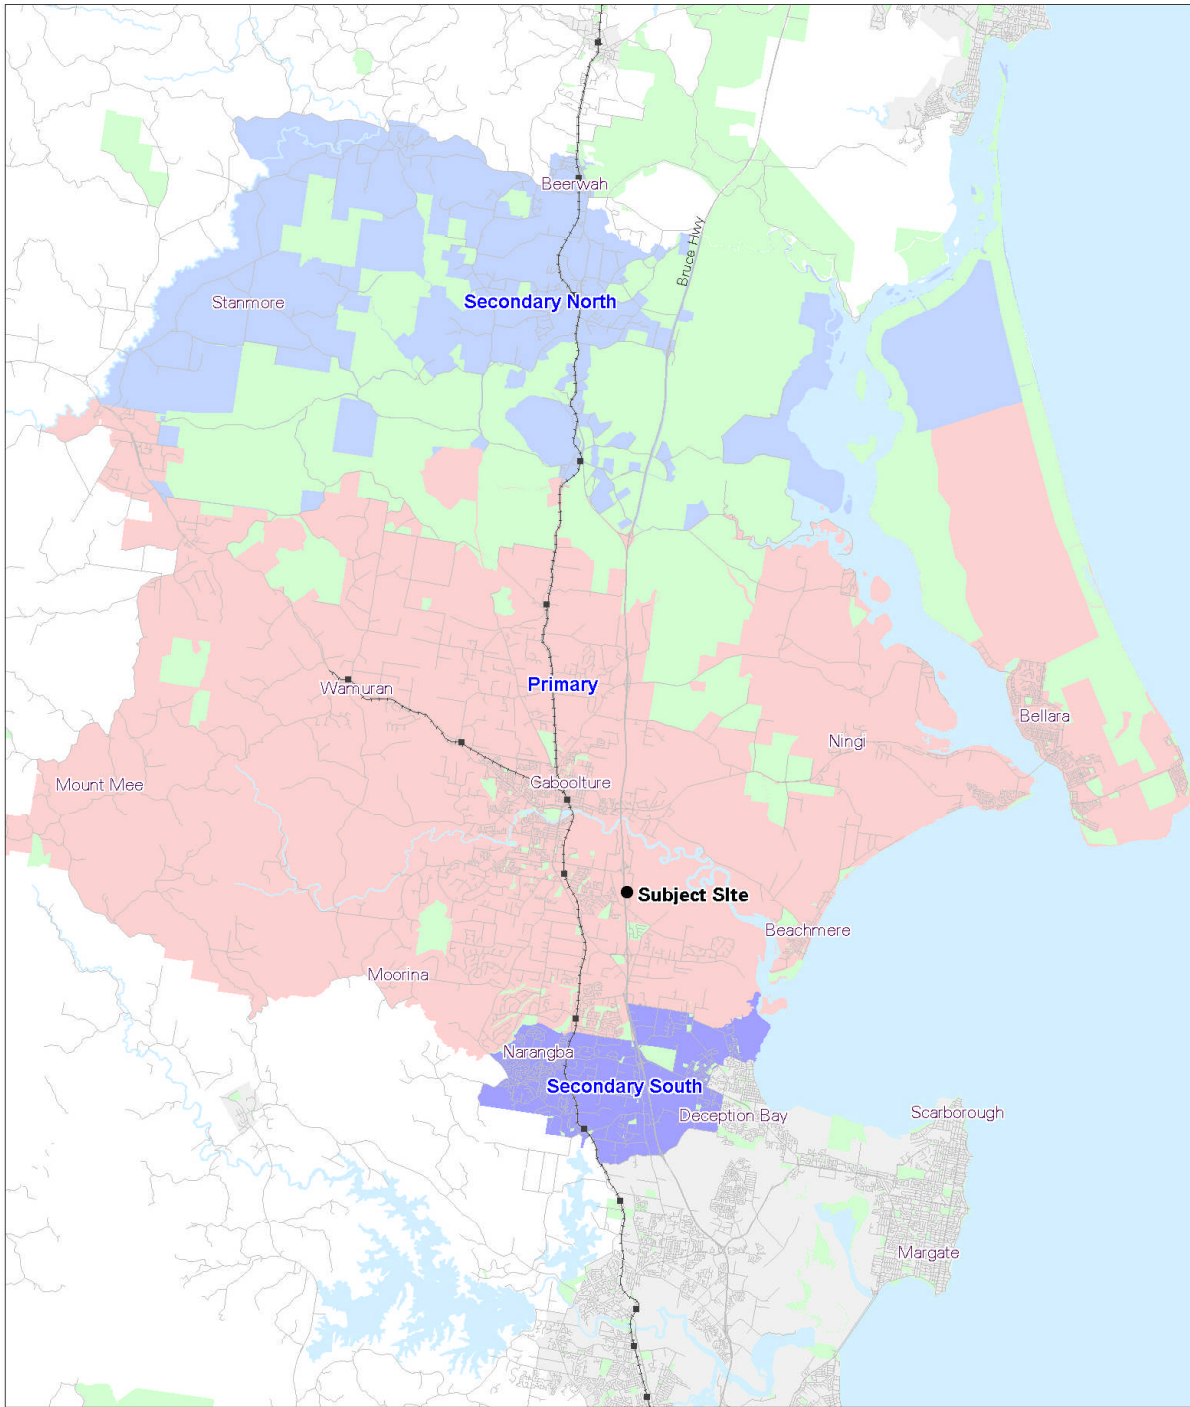 Beerwah
Bruce Hwy
Stanmore
Secondary North
Wamuran
Primary
Bellara
Ningi
Mount Mee
Caboolture
Subject SIte
Beachmere
Moorina
Narangba
Secondary South
Deception Bay
Scarborough
Margate